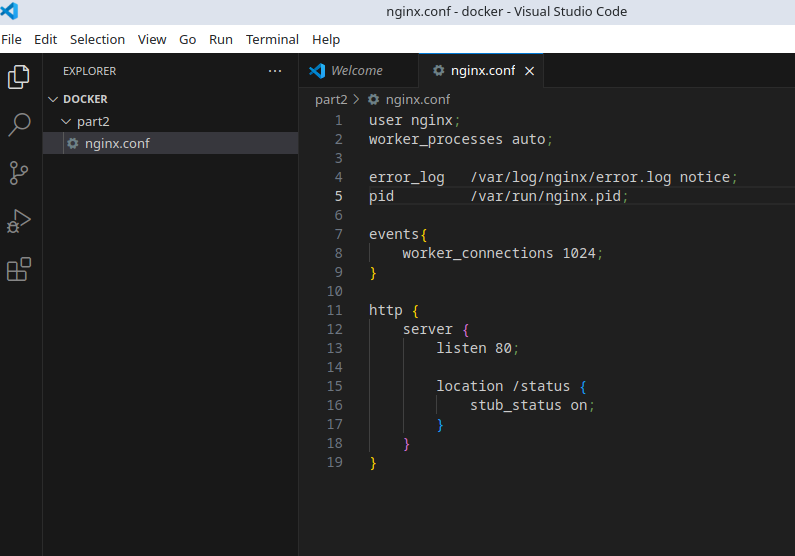 nginx.conf - docker - Visual Studio Code
File Edit Selection View Go Run Terminal Help
EXPLORER ...
DOCKER
part2
nginx.conf
Welcome nginx.conf
part2 > nginx.conf
1 user nginx;
2 worker_processes auto;
3
4 error_log /var/log/nginx/error.log notice;
5 pid /var/run/nginx.pid;
6
7 events{
8 worker_connections 1024;
9 }
10
11 http {
12 server {
13 listen 80;
14
15 location /status {
16 stub_status on;
17 }
18 }
19 }